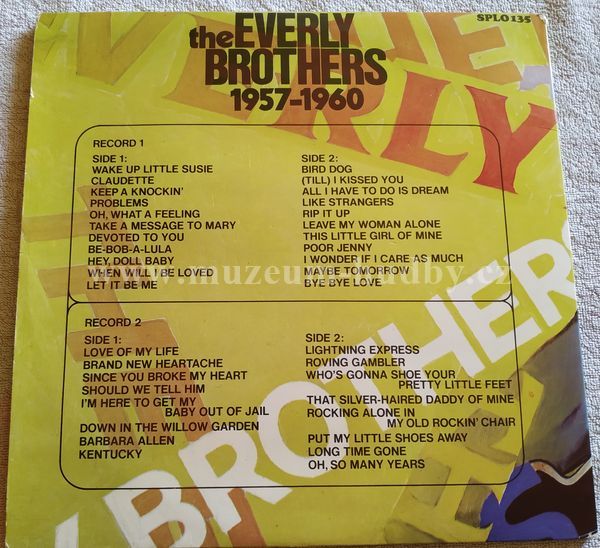 SPLO 135
the EVERLY
BROTHERS
1957-1960
EVERLY
RECORD 1
SIDE 1:
WAKE UP LITTLE SUSIE
CLAUDETTE
KEEP A KNOCKIN'
PROBLEMS
OH, WHAT A FEELING
TAKE A MESSAGE TO MARY
DEVOTED TO YOU
BE-BOB-A-LULA
HEY, DOLL BABY
WHEN WILL I BE LOVED
LET IT BE ME
SIDE 2:
BIRD DOG
(TILL) I KISSED YOU
ALL I HAVE TO DO IS DREAM
LIKE STRANGERS
RIP IT UP
LEAVE MY WOMAN ALONE
THIS LITTLE GIRL OF MINE
POOR JENNY
I WONDER IF I CARE AS MUCH
MAYBE TOMORROW
BYE BYE LOVE
www.muzeumhudby.cz
RECORD 2
SIDE 1:
LOVE OF MY LIFE
BRAND NEW HEARTACHE
SINCE YOU BROKE MY HEART
SHOULD WE TELL HIM
I'M HERE TO GET MY
BABY OUT OF JAIL
DOWN IN THE WILLOW GARDEN
BARBARA ALLEN
KENTUCKY
SIDE 2:
LIGHTNING EXPRESS
ROVING GAMBLER
WHO'S GONNA SHOE YOUR
PRETTY LITTLE FEET
THAT SILVER-HAIRED DADDY OF MINE
ROCKING ALONE IN
MY OLD ROCKIN' CHAIR
PUT MY LITTLE SHOES AWAY
LONG TIME GONE
OH, SO MANY YEARS
BROTHERS